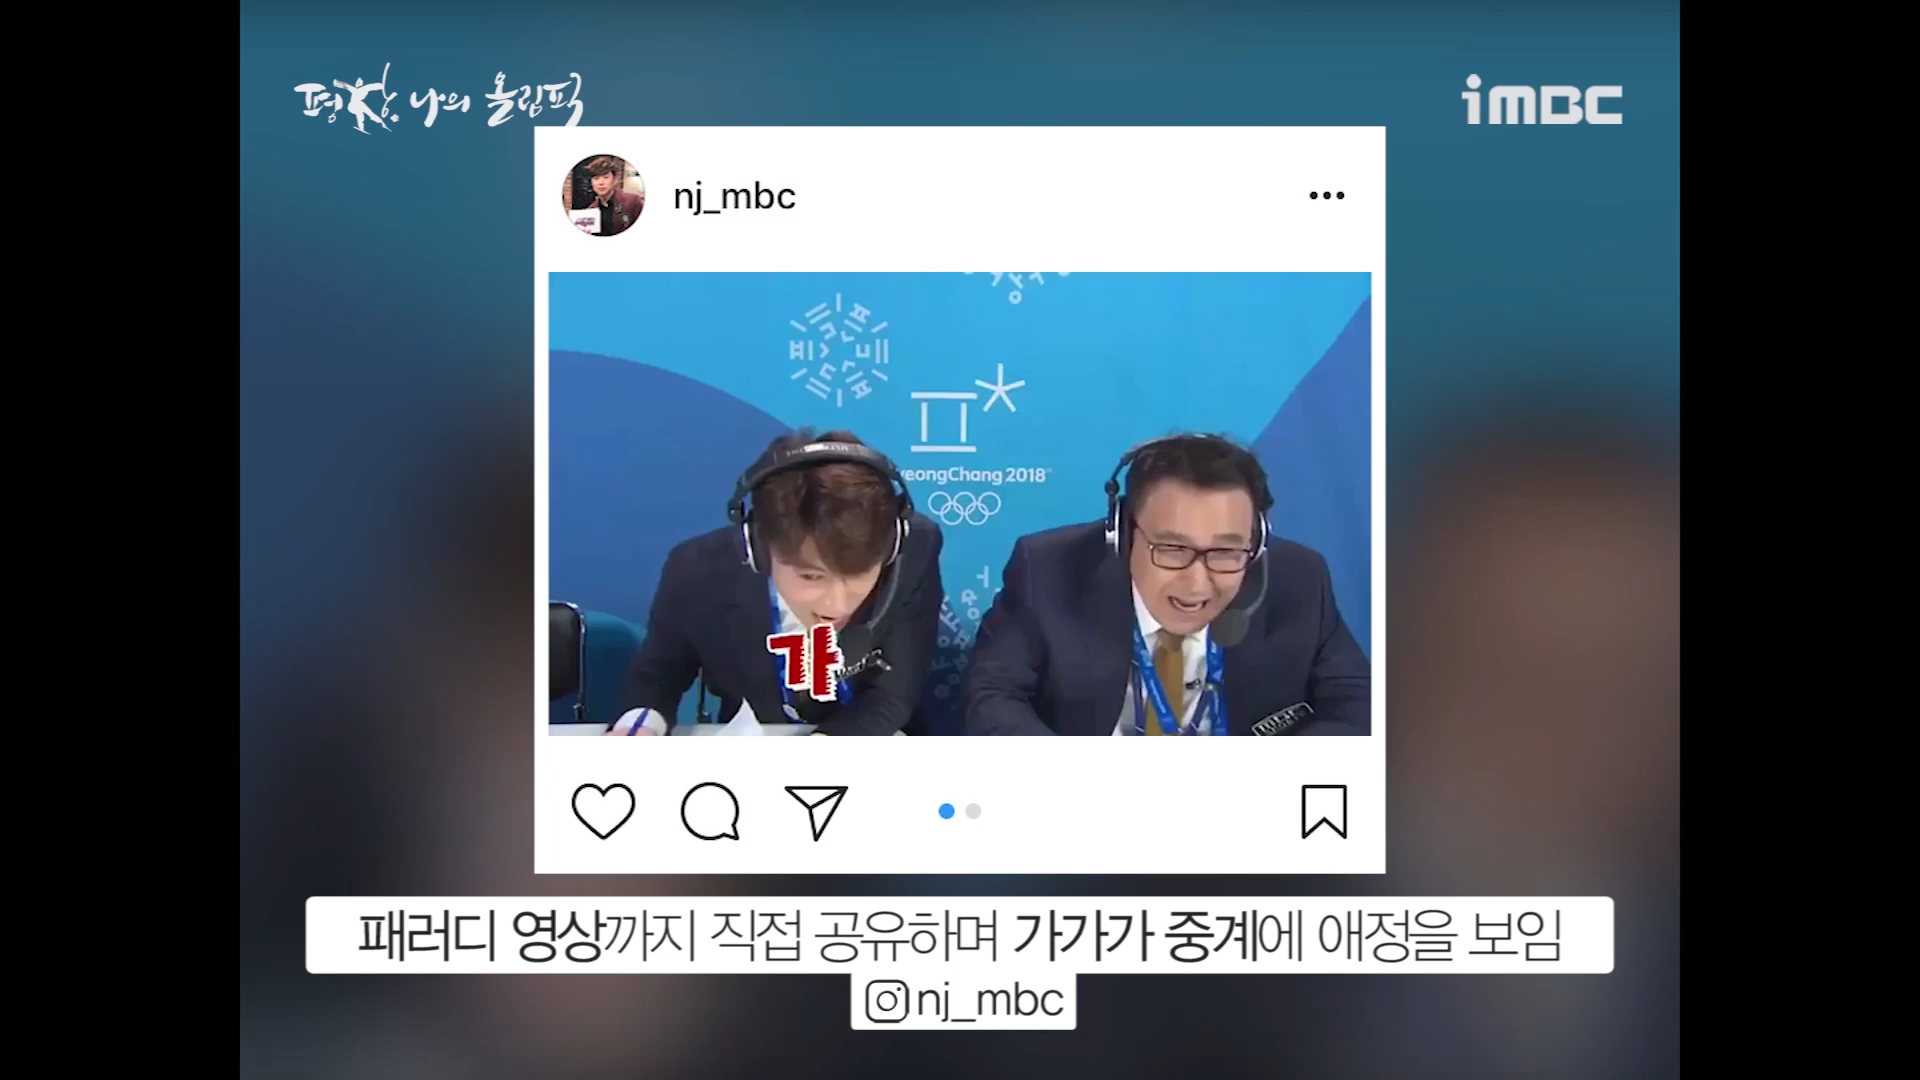 평창, 나의 올림픽
iMBC
nj_mbc
PyeongChang 2018
가
패러디 영상까지 직접 공유하며 가가가 중계에 애정을 보임
nj_mbc